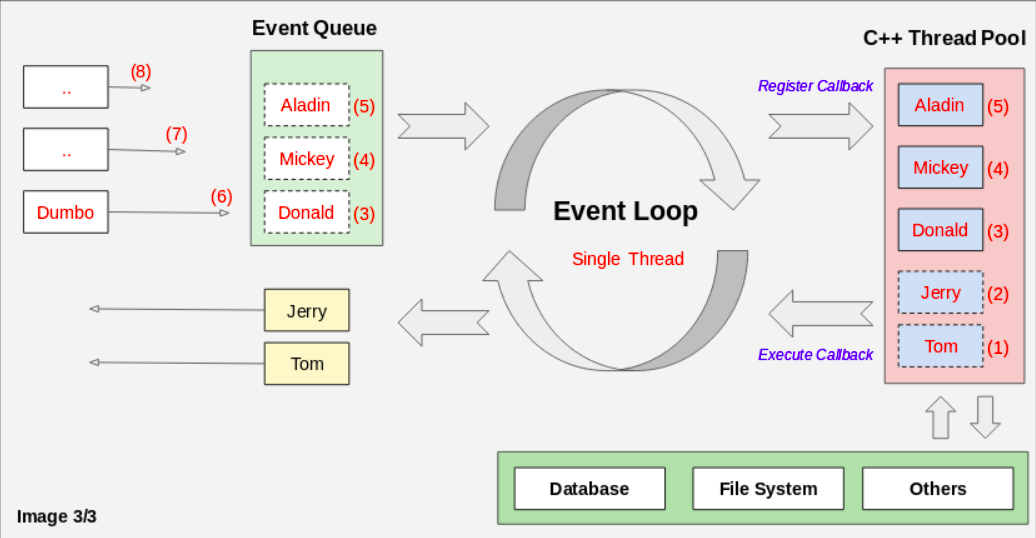 Event Queue
C++ Thread Pool
..
(8)
..
(7)
Dumbo
(6)
Aladin
(5)
Mickey
(4)
Donald
(3)
Event Loop
Single Thread
Register Callback
Execute Callback
Aladin
(5)
Mickey
(4)
Donald
(3)
Jerry
(2)
Tom
(1)
Jerry
Tom
Database
File System
Others
Image 3/3